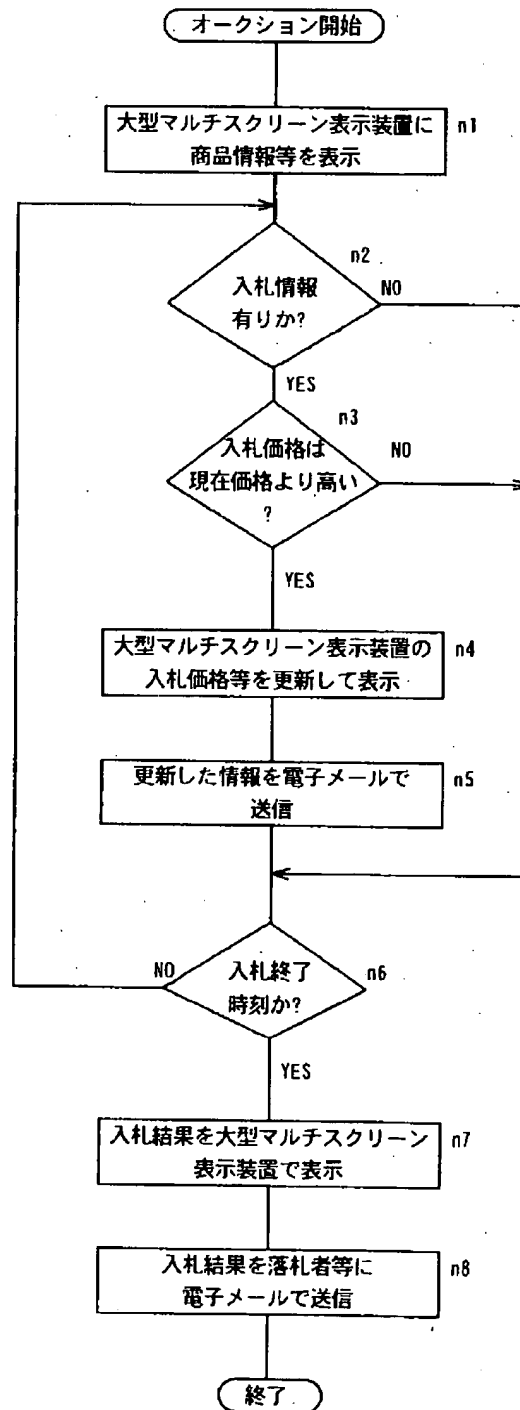 オークション開始
大型マルチスクリーン表示装置に n1
商品情報等を表示
n2
入札情報 NO
有りか?
YES
n3
入札価格は NO
現在価格より高い
?
YES
大型マルチスクリーン表示装置の n4
入札価格等を更新して表示
更新した情報を電子メールで n5
送信
NO 入札終了 n6
時刻か?
YES
入札結果を大型マルチスクリーン n7
表示装置で表示
入札結果を落札者等に n8
電子メールで送信
終了